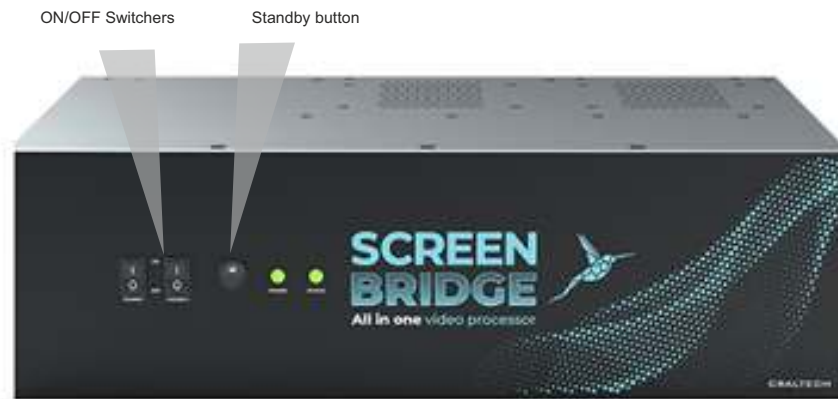 ON/OFF Switchers
Standby button
I
I
O
O
SCREEN
BRIDGE
All in one video processor